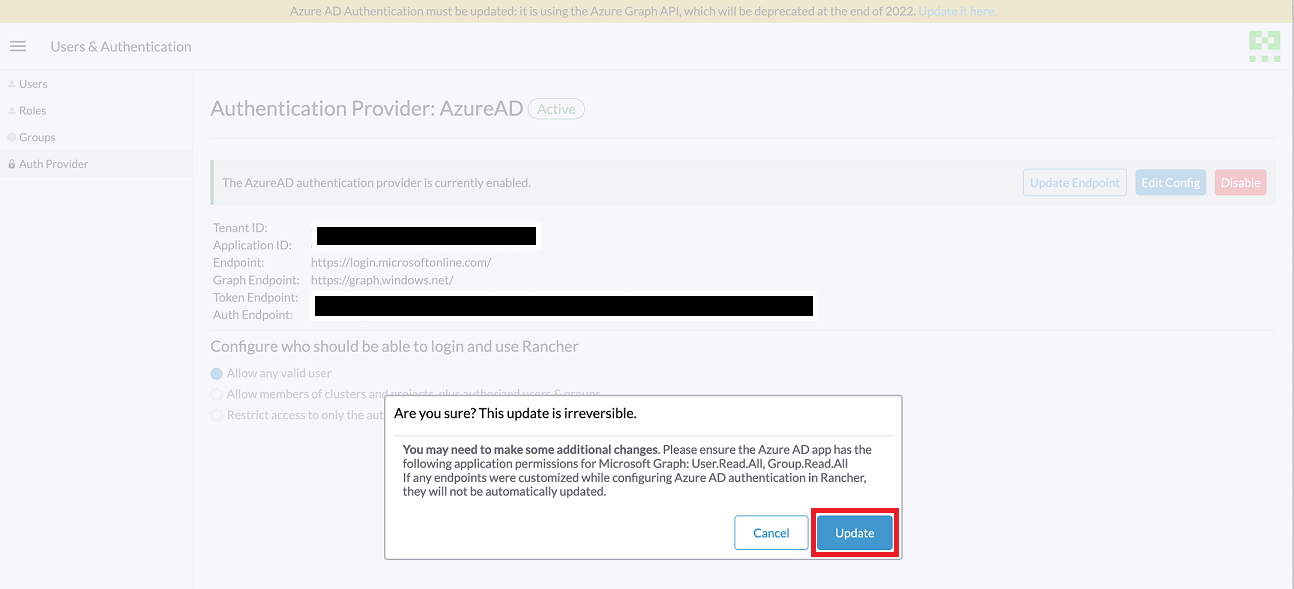 Azure AD Authentication must be updated: it is using the Azure Graph API, which will be deprecated at the end of 2022. Update it here.
Users & Authentication
Users
Roles
Groups
Auth Provider
Authentication Provider: AzureAD Active
The AzureAD authentication provider is currently enabled. Update Endpoint Edit Config Disable
Tenant ID:
Application ID:
Endpoint: https://login.microsoftonline.com/
Graph Endpoint: https://graph.windows.net/
Token Endpoint:
Auth Endpoint:
Configure who should be able to login and use Rancher
Allow any valid user
Allow members of clusters and projects, plus authorized users & groups
Restrict access to only the aut
Are you sure? This update is irreversible.
You may need to make some additional changes. Please ensure the Azure AD app has the
following application permissions for Microsoft Graph: User.Read.All, Group.Read.All
If any endpoints were customized while configuring Azure AD authentication in Rancher,
they will not be automatically updated.
Cancel Update